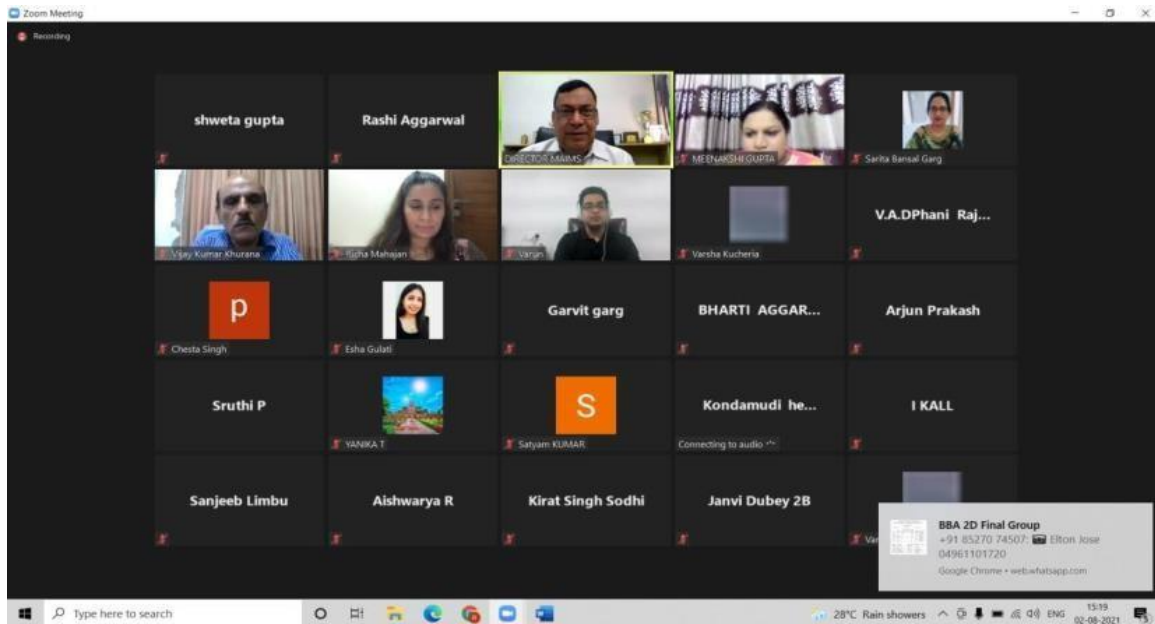 Zoom Meeting
Recording
shweta gupta
Rashi Aggarwal
DIRECTOR MAIMS
MEENAKSHI GUPTA
Sarita Bansal Garg
Vijay Kumar Khurana
Richa Mahajan
Varun
Varsha Kucheria
V.A.DPhani Raj...
p
Chesta Singh
Esha Gulati
Garvit garg
BHARTI AGGAR...
Arjun Prakash
Sruthi P
YANIKA T
S
Satyam KUMAR
Kondamudi he...
Connecting to audio
I KALL
Sanjeeb Limbu
Aishwarya R
Kirat Singh Sodhi
Janvi Dubey 2B
Var
BBA 2D Final Group
+91 85270 74507: Elton Jose
04961101720
Google Chrome • web.whatsapp.com
Type here to search
28°C Rain showers
ENG
15:19
02-08-2021